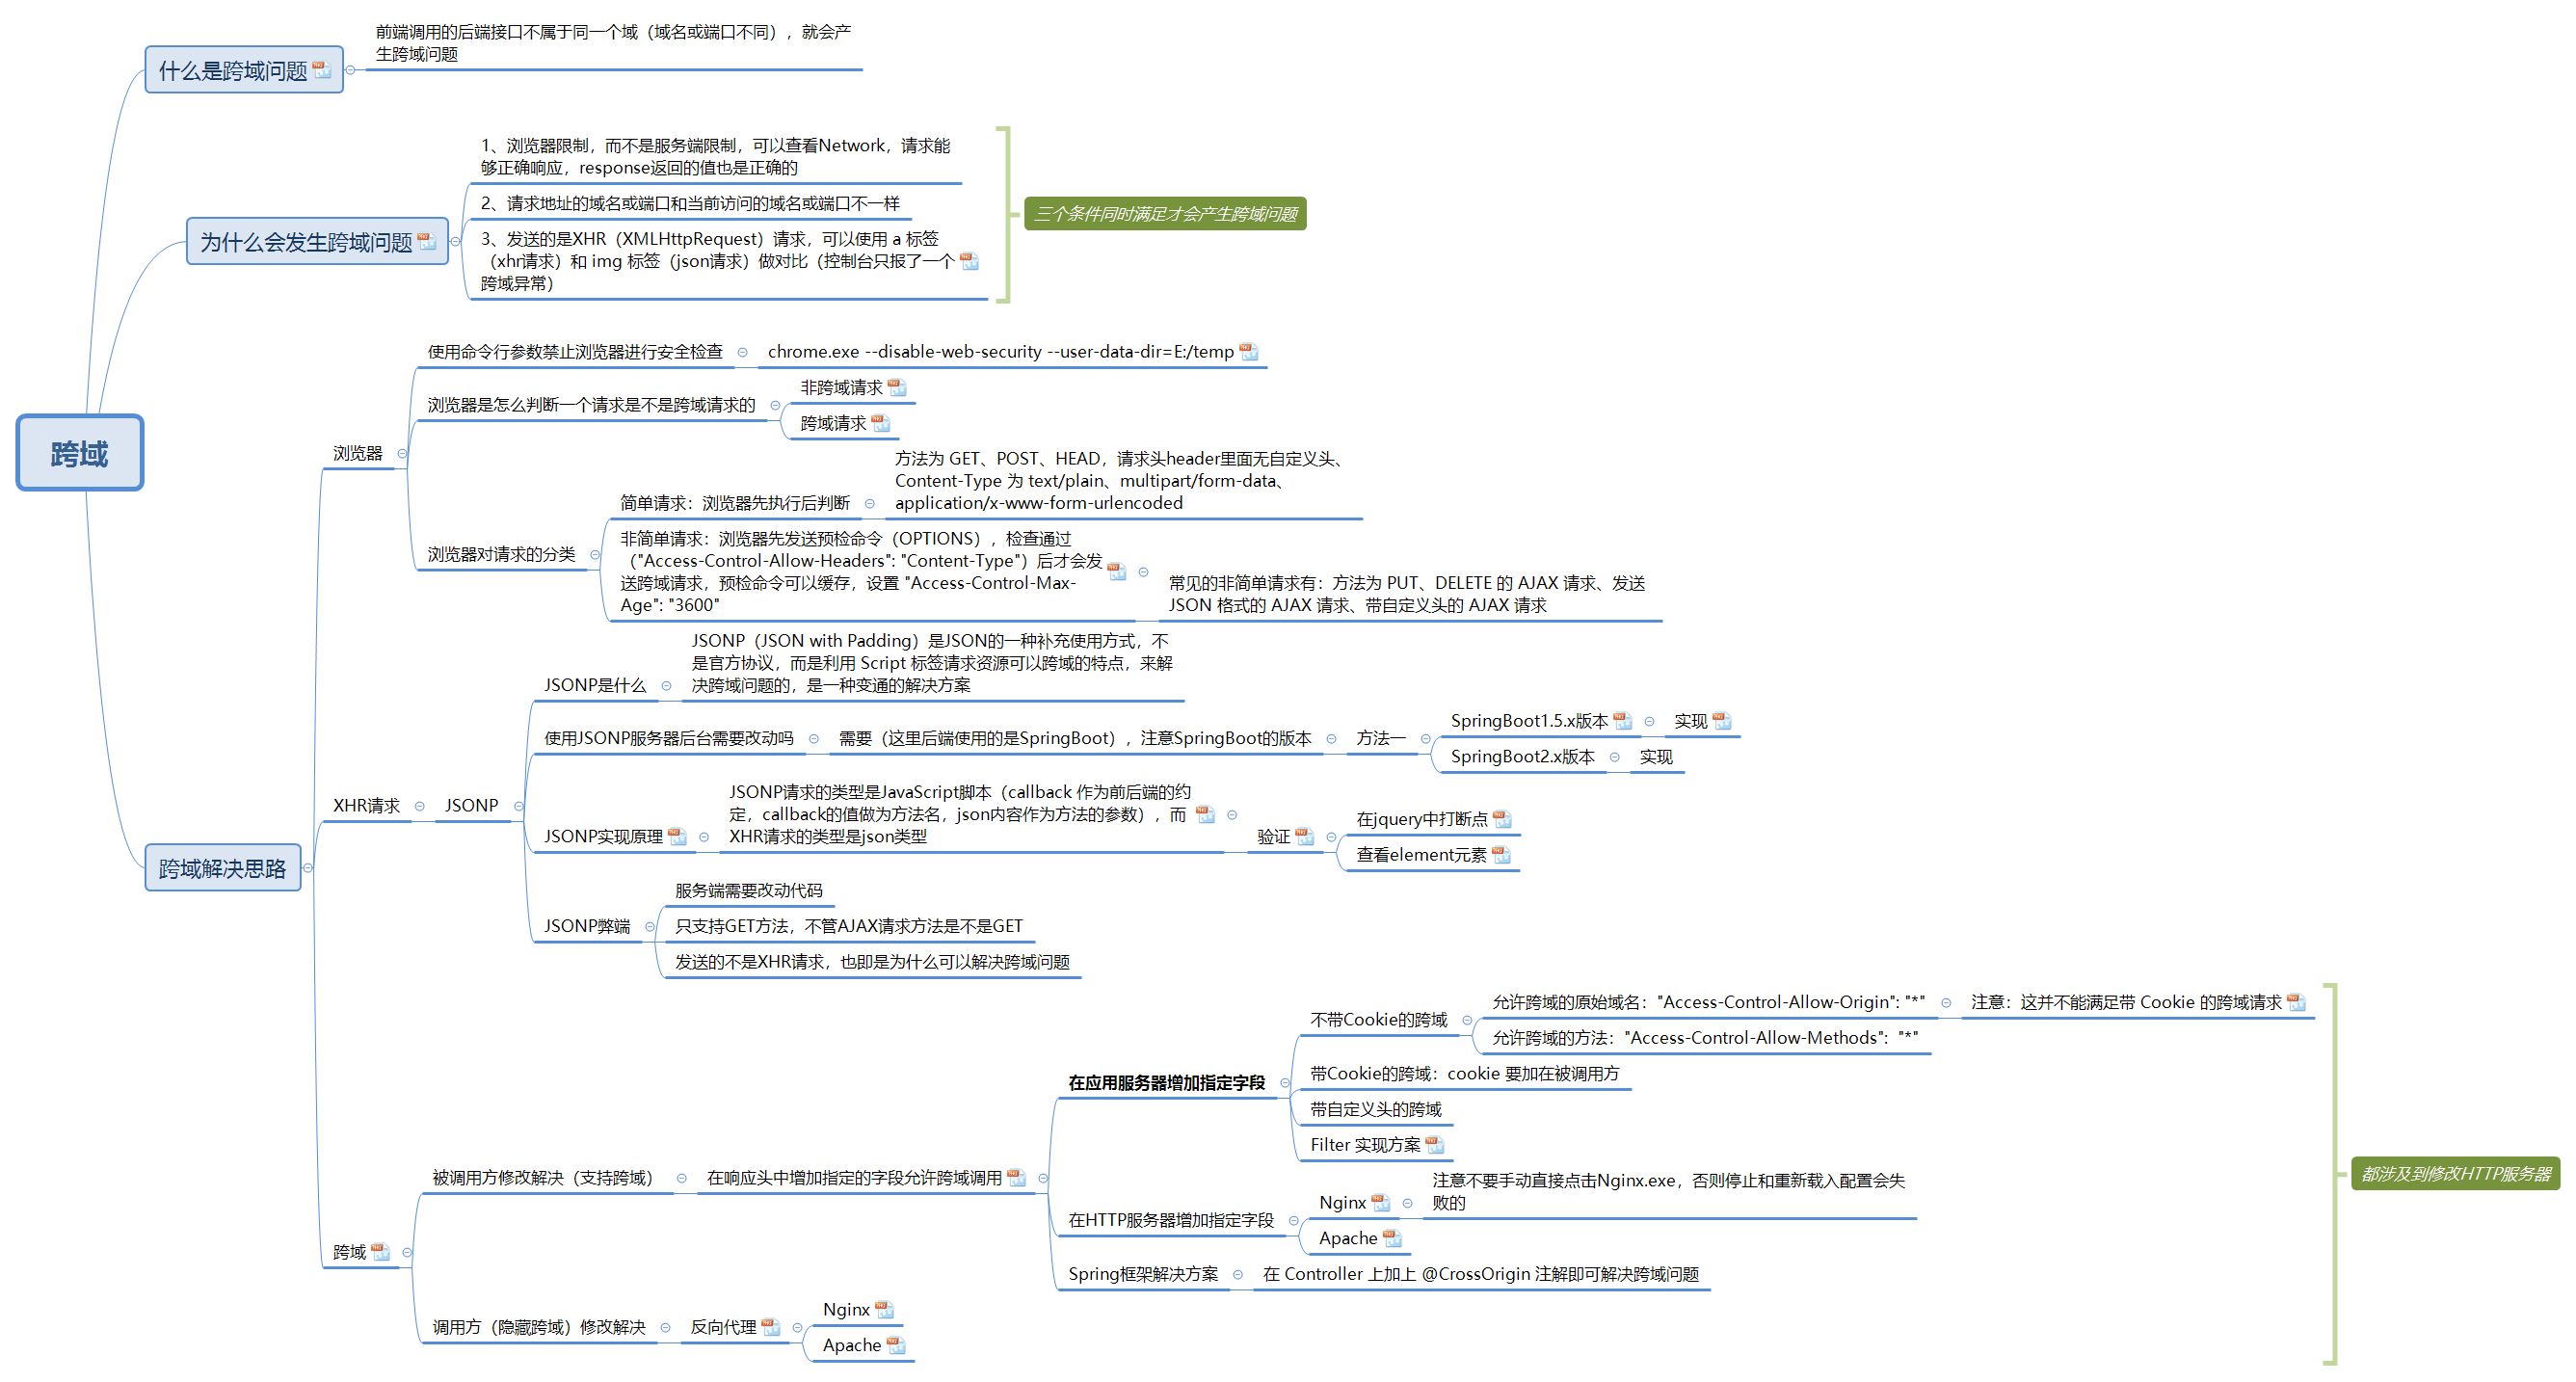 跨域
什么是跨域问题
前端调用的后端接口不属于同一个域（域名或端口不同），就会产
生跨域问题
为什么会发生跨域问题
1、浏览器限制，而不是服务端限制，可以查看Network，请求能
够正确响应，response返回的值也是正确的
2、请求地址的域名或端口和当前访问的域名或端口不一样
3、发送的是XHR（XMLHttpRequest）请求，可以使用 a 标签
（xhr请求）和 img 标签（json请求）做对比（控制台只报了一个
跨域异常）
三个条件同时满足才会产生跨域问题
跨域解决思路
浏览器
使用命令行参数禁止浏览器进行安全检查
chrome.exe --disable-web-security --user-data-dir=E:/temp
浏览器是怎么判断一个请求是不是跨域请求的
非跨域请求
跨域请求
浏览器对请求的分类
简单请求：浏览器先执行后判断
方法为 GET、POST、HEAD，请求头header里面无自定义头、
Content-Type 为 text/plain、multipart/form-data、
application/x-www-form-urlencoded
非简单请求：浏览器先发送预检命令（OPTIONS），检查通过
（"Access-Control-Allow-Headers": "Content-Type"）后才会发
送跨域请求，预检命令可以缓存，设置 "Access-Control-Max-
Age": "3600"
常见的非简单请求有：方法为 PUT、DELETE 的 AJAX 请求、发送
JSON 格式的 AJAX 请求、带自定义头的 AJAX 请求
XHR请求
JSONP
JSONP是什么
JSONP（JSON with Padding）是JSON的一种补充使用方式，不
是官方协议，而是利用 Script 标签请求资源可以跨域的特点，来解
决跨域问题的，是一种变通的解决方案
使用JSONP服务器后台需要改动吗
需要（这里后端使用的是SpringBoot），注意SpringBoot的版本
方法一
SpringBoot1.5.x版本
实现
SpringBoot2.x版本
实现
JSONP实现原理
JSONP请求的类型是JavaScript脚本（callback 作为前后端的约
定，callback的值做为方法名，json内容作为方法的参数），而
XHR请求的类型是json类型
验证
在jquery中打断点
查看element元素
JSONP弊端
服务端需要改动代码
只支持GET方法，不管AJAX请求方法是不是GET
发送的不是XHR请求，也即是为什么可以解决跨域问题
跨域
被调用方修改解决（支持跨域）
在响应头中增加指定的字段允许跨域调用
在应用服务器增加指定字段
不带Cookie的跨域
允许跨域的原始域名："Access-Control-Allow-Origin": "*"
注意：这并不能满足带 Cookie 的跨域请求
允许跨域的方法："Access-Control-Allow-Methods": "*"
带Cookie的跨域：cookie 要加在被调用方
带自定义头的跨域
Filter 实现方案
在HTTP服务器增加指定字段
Nginx
注意不要手动直接点击Nginx.exe，否则停止和重新载入配置会失
败的
Apache
Spring框架解决方案
在 Controller 上加上 @CrossOrigin 注解即可解决跨域问题
调用方（隐藏跨域）修改解决
反向代理
Nginx
Apache
都涉及到修改HTTP服务器